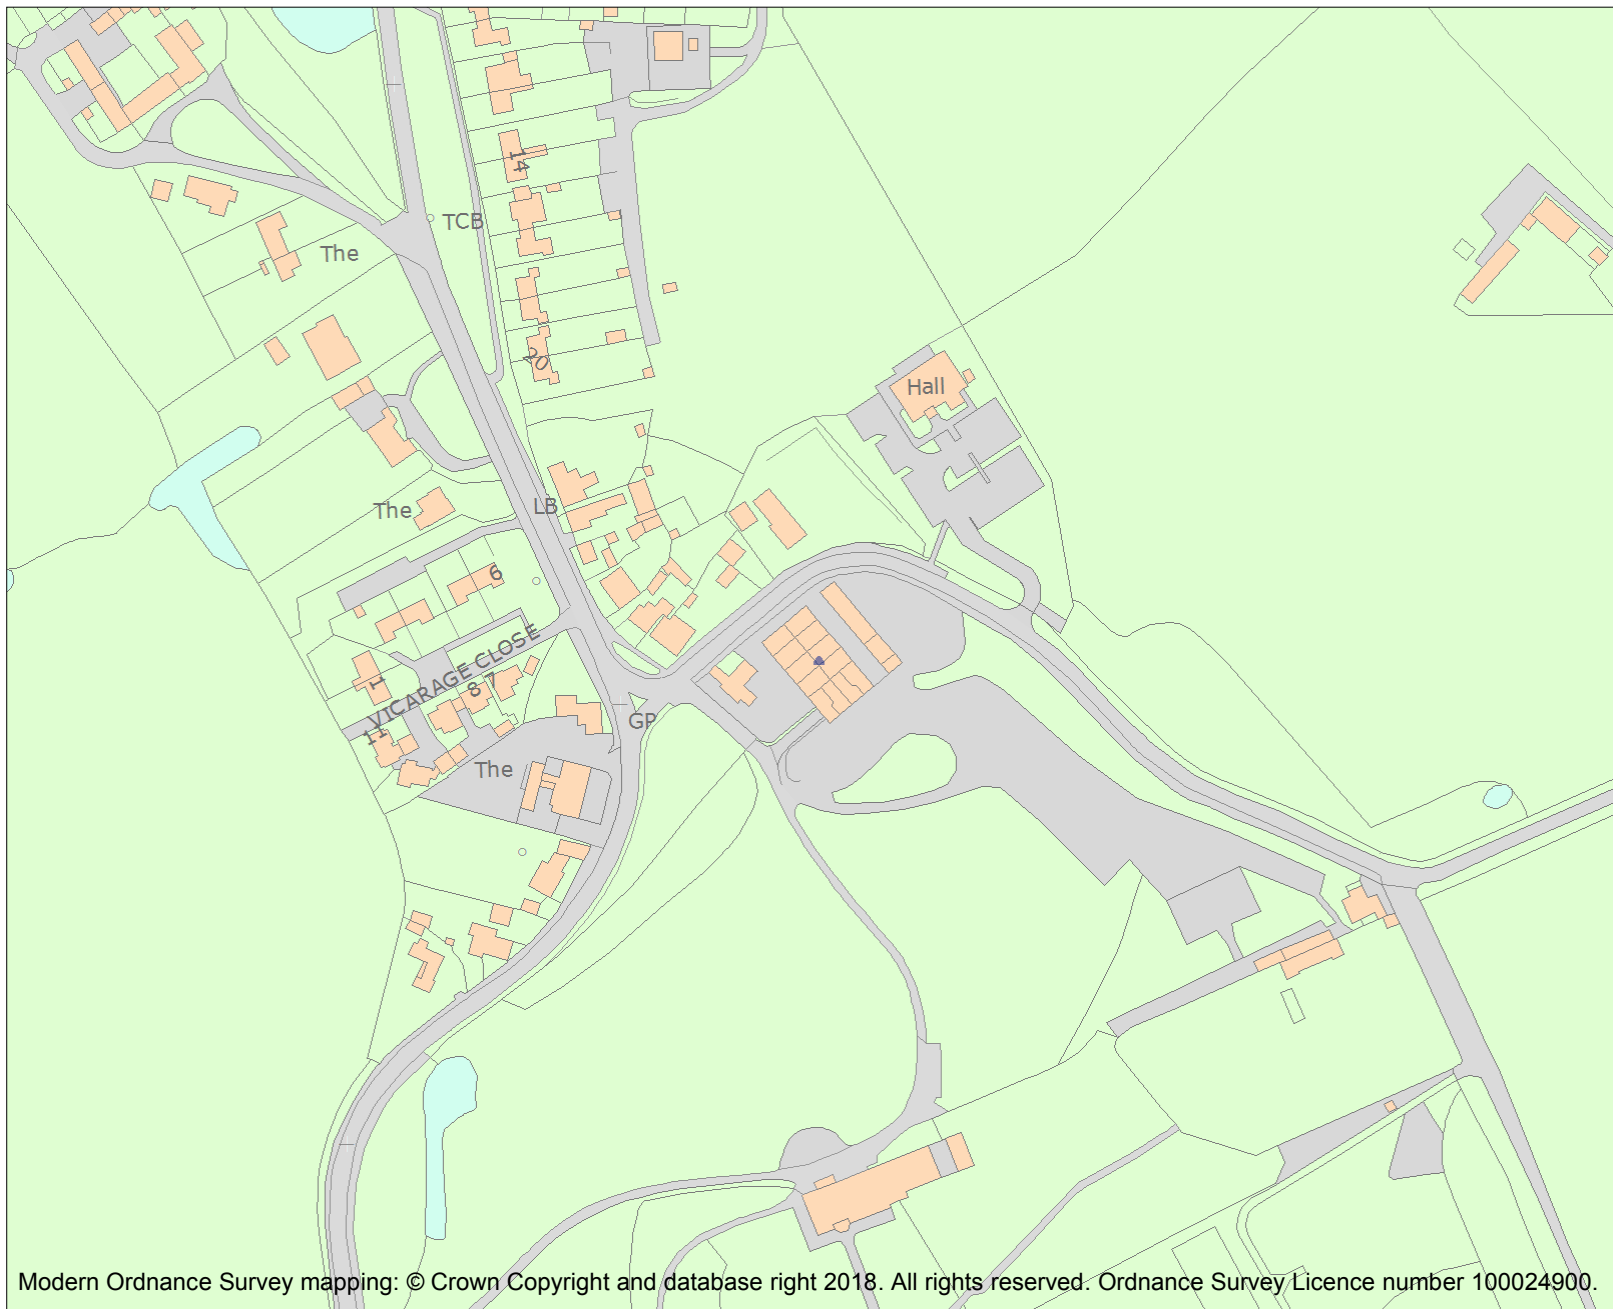 14
TCB
The
20
Hall
The
LB
6
VICARAGE CLOSE
1
8 7
11
GP
The
Modern Ordnance Survey mapping: © Crown Copyright and database right 2018. All rights reserved. Ordnance Survey Licence number 100024900.